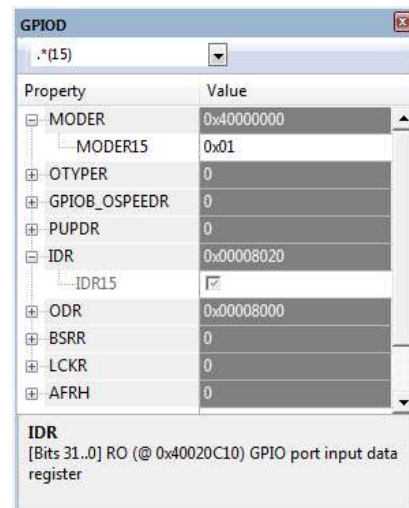 GPIOD
.*(15)
Property Value
MODER 0x40000000
MODER15 0x01
OTYPER 0
GPIOB_OSPEEDR 0
PUPDR 0
IDR 0x00008020
IDR15
ODR 0x00008000
BSRR 0
LCKR 0
AFRH 0
IDR
[Bits 31..0] RO (@ 0x40020C10) GPIO port input data
register